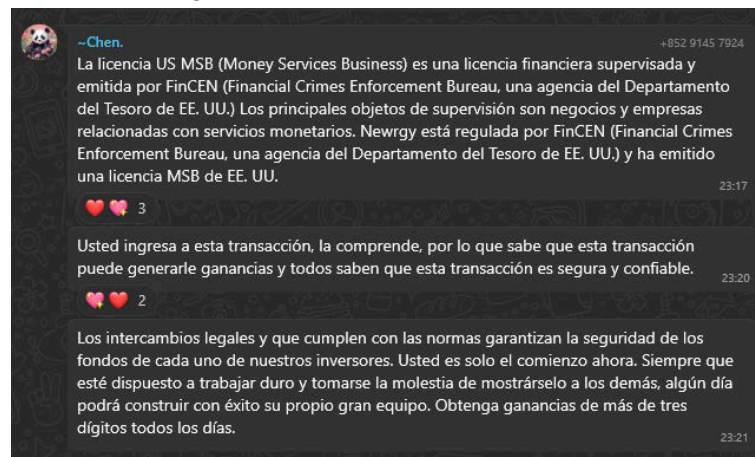 ~Chen.
+852 9145 7924
La licencia US MSB (Money Services Business) es una licencia financiera supervisada y
emitida por FinCEN (Financial Crimes Enforcement Bureau, una agencia del Departamento
del Tesoro de EE. UU.) Los principales objetos de supervisión son negocios y empresas
relacionadas con servicios monetarios. Newrgy está regulada por FinCEN (Financial Crimes
Enforcement Bureau, una agencia del Departamento del Tesoro de EE. UU.) y ha emitido
una licencia MSB de EE. UU.
23:17
3
Usted ingresa a esta transacción, la comprende, por lo que sabe que esta transacción
puede generarle ganancias y todos saben que esta transacción es segura y confiable.
23:20
2
Los intercambios legales y que cumplen con las normas garantizan la seguridad de los
fondos de cada uno de nuestros inversores. Usted es solo el comienzo ahora. Siempre que
esté dispuesto a trabajar duro y tomarse la molestia de mostrárselo a los demás, algún día
podrá construir con éxito su propio gran equipo. Obtenga ganancias de más de tres
dígitos todos los días.
23:21